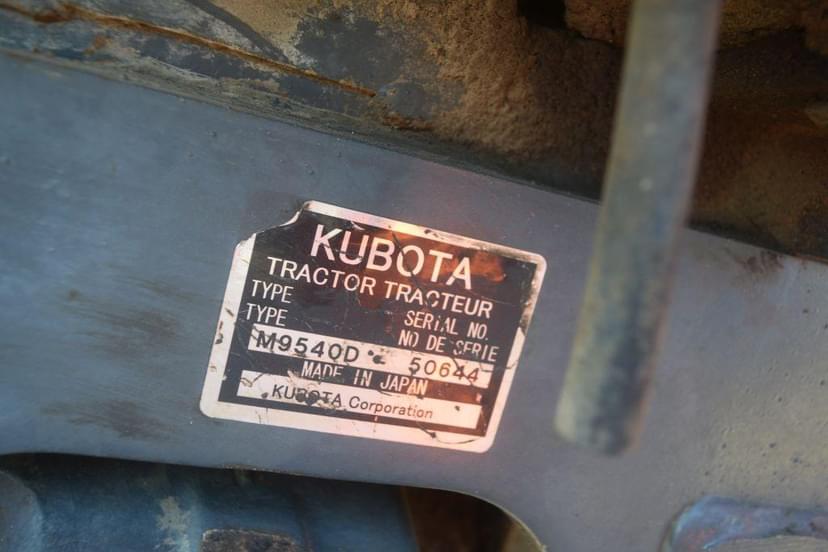 KUBOTA
TRACTOR TRACTEUR
TYPE SERIAL NO.
TYPE NO DE SERIE
M9540D - 50644
MADE IN JAPAN
KUBOTA Corporation